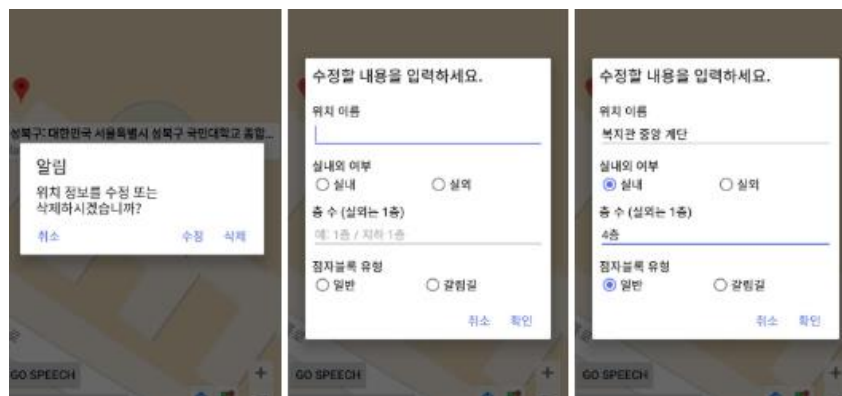 성북구: 대한민국 서울특별시 성북구 국민대학교 종합...
알림
위치 정보를 수정 또는
삭제하시겠습니까?
취소 수정 삭제
GO SPEECH +
수정할 내용을 입력하세요.
위치 이름
실내외 여부
실내 실외
층 수 (실외는 1층)
예: 1층 / 지하 1층
점자블록 유형
일반 갈림길
취소 확인
GO SPEECH +
수정할 내용을 입력하세요.
위치 이름
복지관 중앙 계단
실내외 여부
실내 실외
층 수 (실외는 1층)
4층
점자블록 유형
일반 갈림길
취소 확인
GO SPEECH +